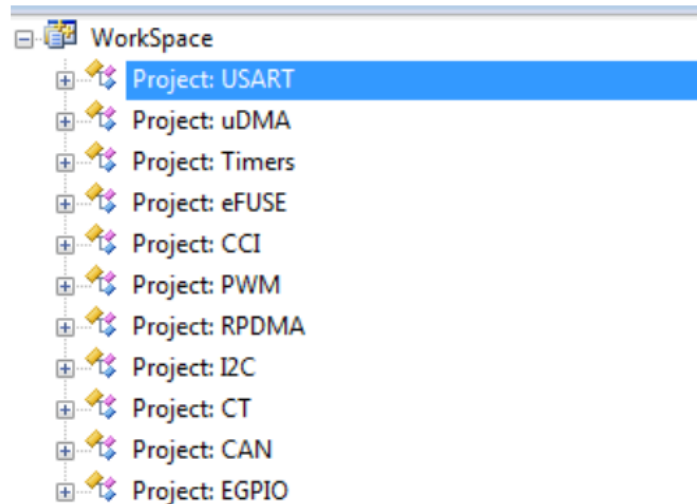 WorkSpace
Project: USART
Project: uDMA
Project: Timers
Project: eFUSE
Project: CCI
Project: PWM
Project: RPDMA
Project: I2C
Project: CT
Project: CAN
Project: EGPIO